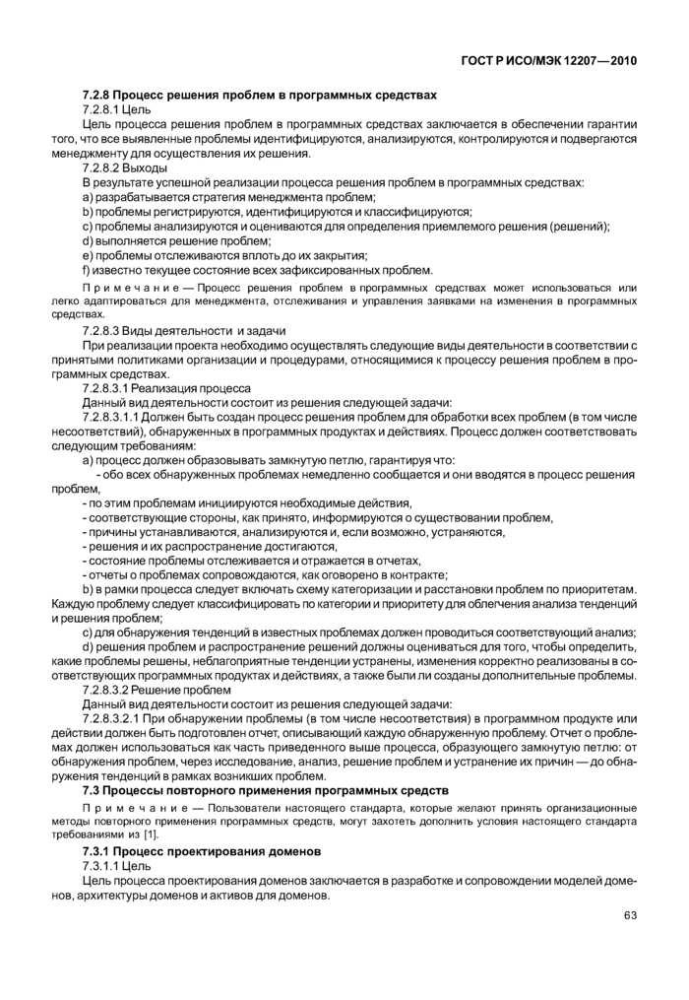 ГОСТ Р ИСО/МЭК 12207—2010
7.2.8 Процесс решения проблем в программных средствах
7.2.8.1 Цель
Цель процесса решения проблем в программных средствах заключается в обеспечении гарантии
того, что все выявленные проблемы идентифицируются, анализируются, контролируются и подвергаются
менеджменту для осуществления их решения.
7.2.8.2 Выходы
В результате успешной реализации процесса решения проблем в программных средствах:
a) разрабатывается стратегия менеджмента проблем;
b) проблемы регистрируются, идентифицируются и классифицируются;
c) проблемы анализируются и оцениваются для определения приемлемого решения (решений);
d) выполняется решение проблем;
e) проблемы отслеживаются вплоть до их закрытия;
f) известно текущее состояние всех зафиксированных проблем.
П р и м е ч а н и е — Процесс решения проблем в программных средствах может использоваться или
легко адаптироваться для менеджмента, отслеживания и управления заявками на изменения в программных
средствах.
7.2.8.3 Виды деятельности и задачи
При реализации проекта необходимо осуществлять следующие виды деятельности в соответствии с
принятыми политиками организации и процедурами, относящимися к процессу решения проблем в про-
граммных средствах.
7.2.8.3.1 Реализация процесса
Данный вид деятельности состоит из решения следующей задачи:
7.2.8.3.1.1 Должен быть создан процесс решения проблем для обработки всех проблем (в том числе
несоответствий), обнаруженных в программных продуктах и действиях. Процесс должен соответствовать
следующим требованиям:
a) процесс должен образовывать замкнутую петлю, гарантируя что:
- обо всех обнаруженных проблемах немедленно сообщается и они вводятся в процесс решения
проблем,
- по этим проблемам инициируются необходимые действия,
- соответствующие стороны, как принято, информируются о существовании проблем,
- причины устанавливаются, анализируются и, если возможно, устраняются,
- решения и их распространение достигаются,
- состояние проблемы отслеживается и отражается в отчетах,
- отчеты о проблемах сопровождаются, как оговорено в контракте;
b) в рамки процесса следует включать схему категоризации и расстановки проблем по приоритетам.
Каждую проблему следует классифицировать по категории и приоритету для облегчения анализа тенденций
и решения проблем;
c) для обнаружения тенденций в известных проблемах должен проводиться соответствующий анализ;
d) решения проблем и распространение решений должны оцениваться для того, чтобы определить,
какие проблемы решены, неблагоприятные тенденции устранены, изменения корректно реализованы в со-
ответствующих программных продуктах и действиях, а также были ли созданы дополнительные проблемы.
7.2.8.3.2 Решение проблем
Данный вид деятельности состоит из решения следующей задачи:
7.2.8.3.2.1 При обнаружении проблемы (в том числе несоответствия) в программном продукте или
действии должен быть подготовлен отчет, описывающий каждую обнаруженную проблему. Отчет о пробле-
мах должен использоваться как часть приведенного выше процесса, образующего замкнутую петлю: от
обнаружения проблем, через исследование, анализ, решение проблем и устранение их причин — до обна-
ружения тенденций в рамках возникших проблем.
7.3 Процессы повторного применения программных средств
П р и м е ч а н и е — Пользователи настоящего стандарта, которые желают принять организационные
методы повторного применения программных средств, могут захотеть дополнить условия настоящего стандарта
требованиями из [1].
7.3.1 Процесс проектирования доменов
7.3.1.1 Цель
Цель процесса проектирования доменов заключается в разработке и сопровождении моделей доме-
нов, архитектуры доменов и активов для доменов.
63